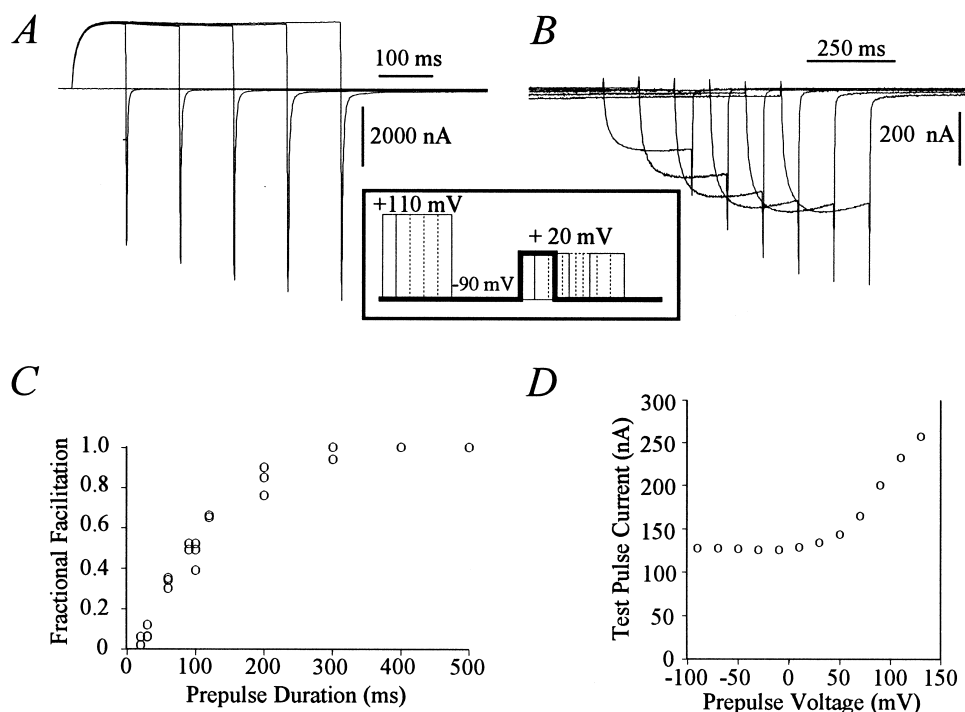 A
100 ms
2000 nA
B
250 ms
200 nA
+110 mV
-90 mV
+ 20 mV
C
Fractional Facilitation
1.0
0.8
0.6
0.4
0.2
0
0 100 200 300 400 500
Prepulse Duration (ms)
D
Test Pulse Current (nA)
300
250
200
150
100
50
0
-100 -50 0 50 100 150
Prepulse Voltage (mV)